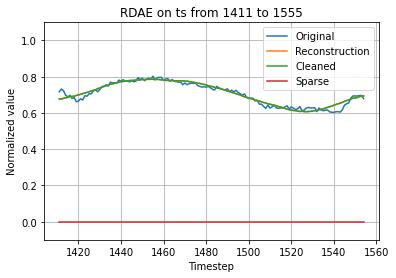 RDAE on ts from 1411 to 1555
Normalized value
1.0
0.8
0.6
0.4
0.2
0.0
Original
Reconstruction
Cleaned
Sparse
1420 1440 1460 1480 1500 1520 1540 1560
Timestep